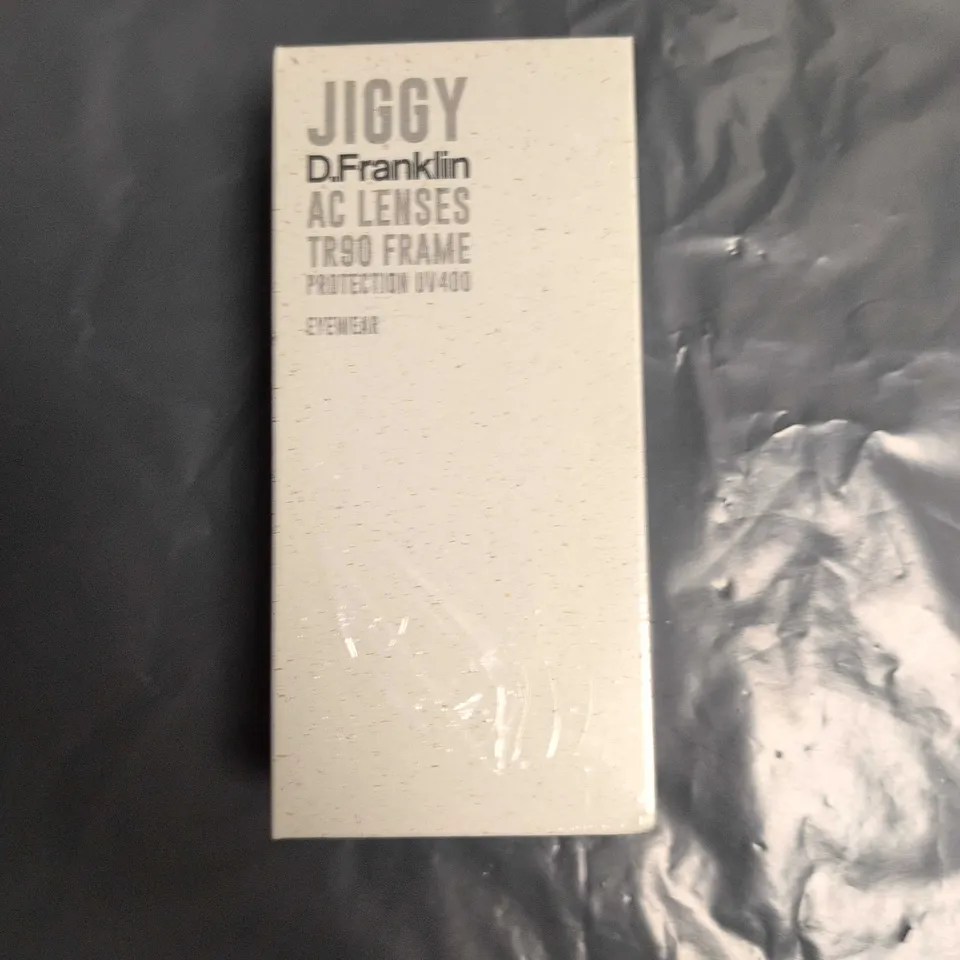 JIGGY
D.Franklin
AC LENSES
TR90 FRAME
PROTECTION UV400
EYEWEAR